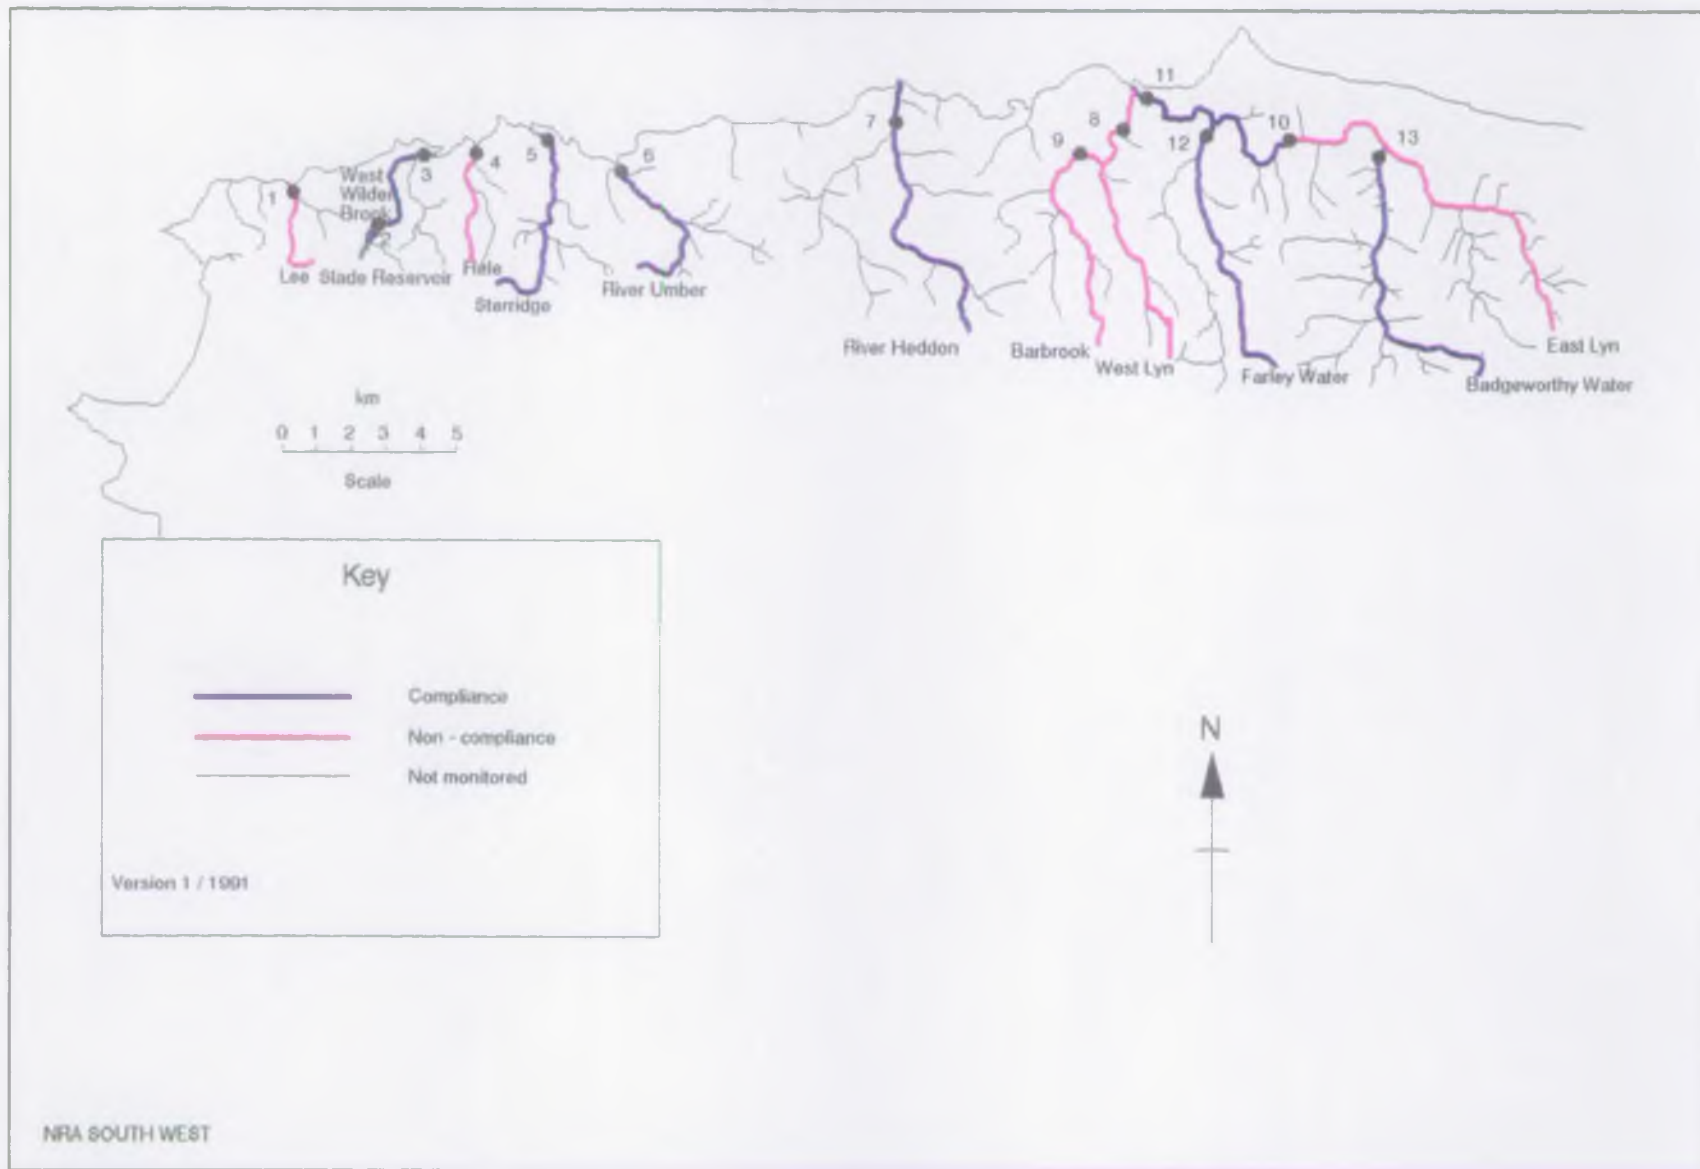 11
7
8
10
12
13
9
5
4
6
3
West
Wilder
Brook
1
2
Lee
Slade Reservoir
Hele
Sterridge
River Umber
River Heddon
Barbrook
West Lyn
Farley Water
East Lyn
Badgeworthy Water
km
0 1 2 3 4 5
Scale
Key
Compliance
Non - compliance
Not monitored
Version 1 / 1991
N
NRA SOUTH WEST